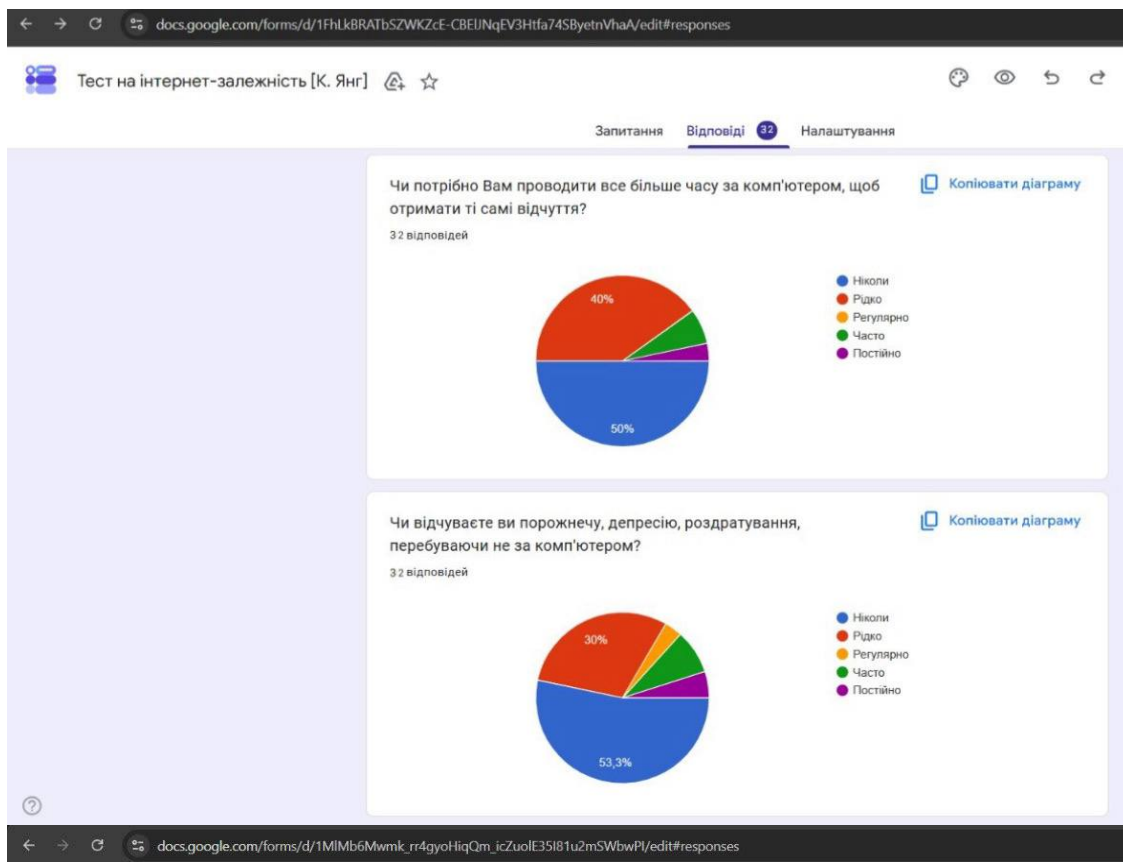 docs.google.com/forms/d/1FhLkBRATbSZWKZcE-CBEIJNqEV3Htfa74SByetnVhaA/edit#responses
Тест на інтернет-залежність [К. Янг]
Запитання Відповіді 32 Налаштування
Чи потрібно Вам проводити все більше часу за комп'ютером, щоб
отримати ті самі відчуття?
Копіювати діаграму
32 відповідей
40%
50%
Ніколи
Рідко
Регулярно
Часто
Постійно
Чи відчуваєте ви порожнечу, депресію, роздратування,
перебуваючи не за комп'ютером?
Копіювати діаграму
32 відповідей
30%
53,3%
Ніколи
Рідко
Регулярно
Часто
Постійно
docs.google.com/forms/d/1MlMb6Mwmk_rr4gyoHiqQm_icZuolE35I81u2mSWbwPI/edit#responses